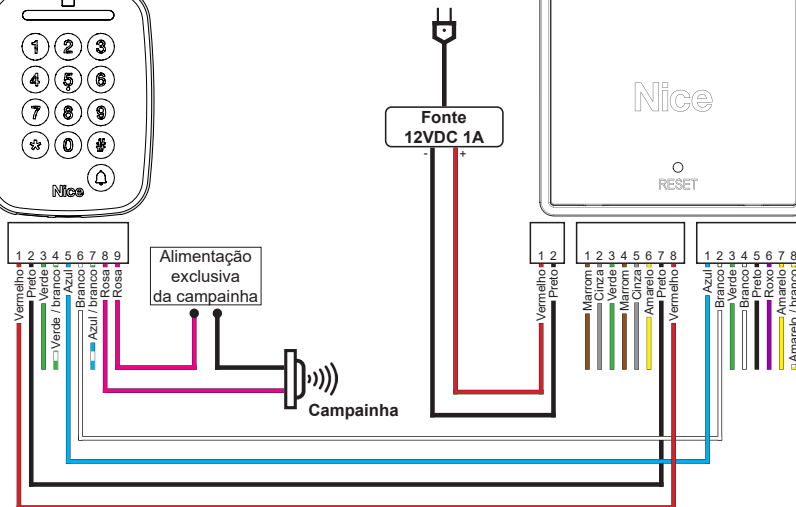 1 2 3
4 5 6
7 8 9
* 0 #
Nice
Fonte
12VDC 1A
- +
Nice
RESET
1 2 3 4 5 6 7 8 9
Vermelho
Preto
Verde
Verde / branco
Azul
Branco
Azul / branco
Rosa
Rosa
Alimentação
exclusiva
da campainha
Campainha
1 2
Vermelho
Preto
1 2 3 4 5 6 7 8
Marrom
Cinza
Verde
Marrom
Cinza
Amarelo
Preto
Vermelho
1 2 3 4 5 6 7 8
Azul
Branco
Verde
Branco
Preto
Roxo
Amarelo
Amarelo / branco